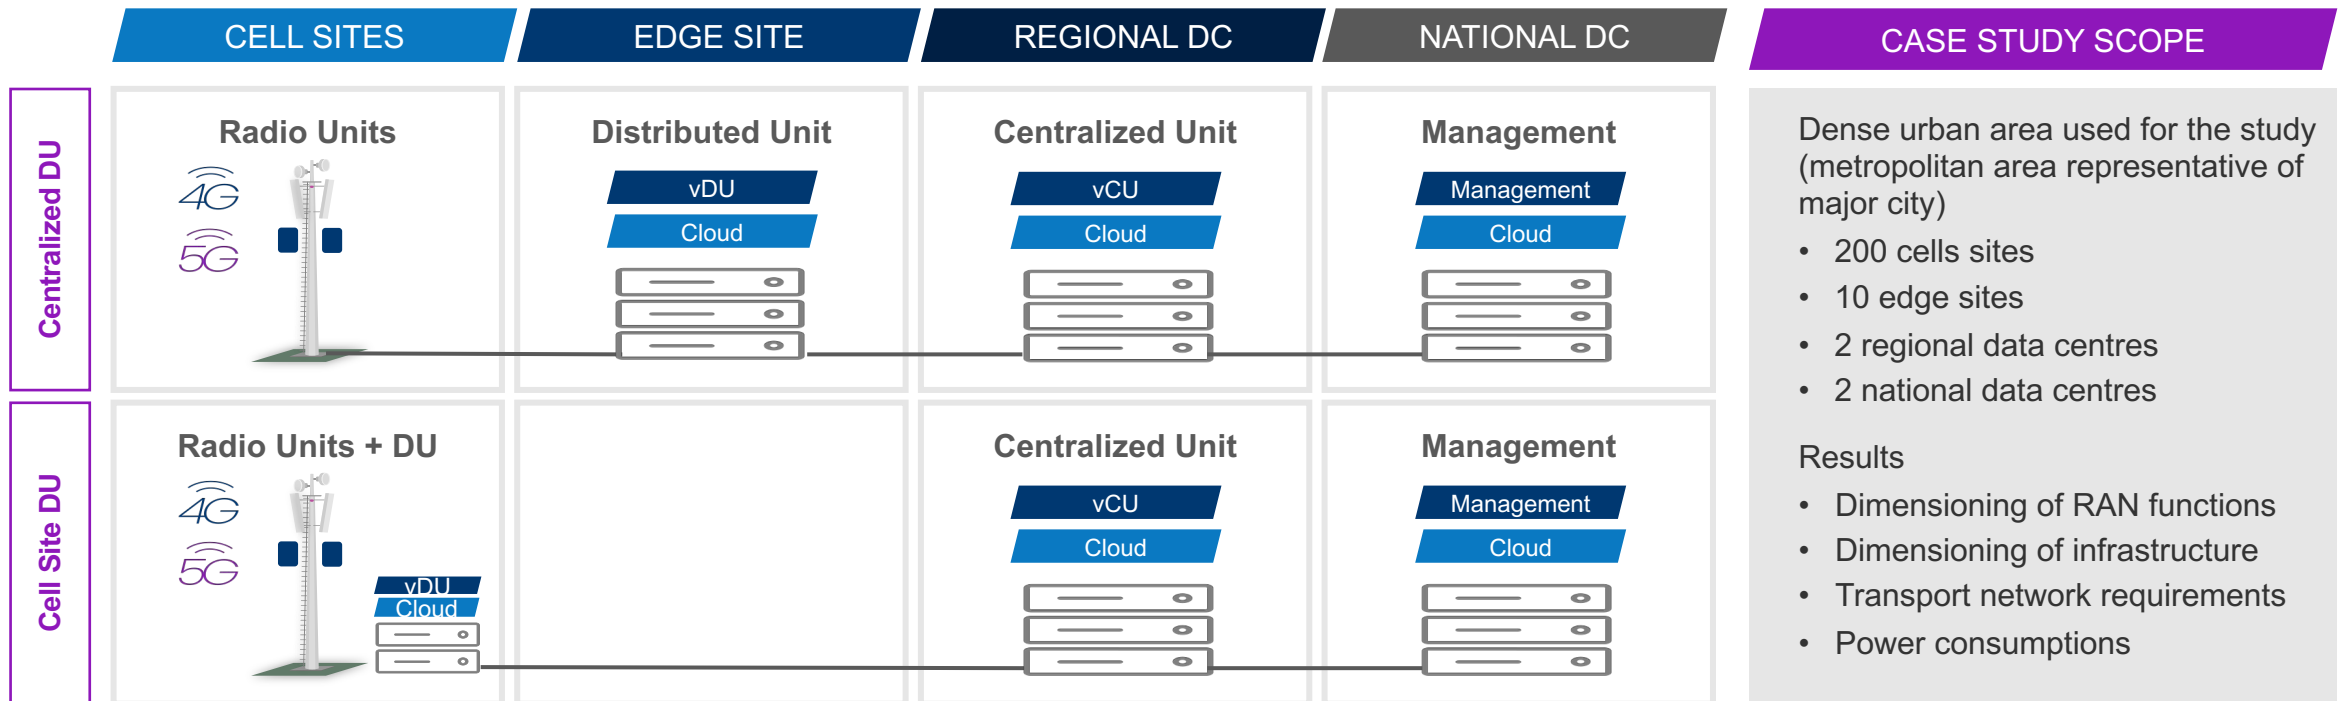 CELL SITES
EDGE SITE
REGIONAL DC
NATIONAL DC
CASE STUDY SCOPE
Centralized DU
Radio Units
4G
5G
Distributed Unit
vDU
Cloud
Centralized Unit
vCU
Cloud
Management
Management
Cloud
Cell Site DU
Radio Units + DU
4G
5G
vDU
Cloud
Centralized Unit
vCU
Cloud
Management
Management
Cloud
Dense urban area used for the study
(metropolitan area representative of
major city)
• 200 cells sites
• 10 edge sites
• 2 regional data centres
• 2 national data centres
Results
• Dimensioning of RAN functions
• Dimensioning of infrastructure
• Transport network requirements
• Power consumptions